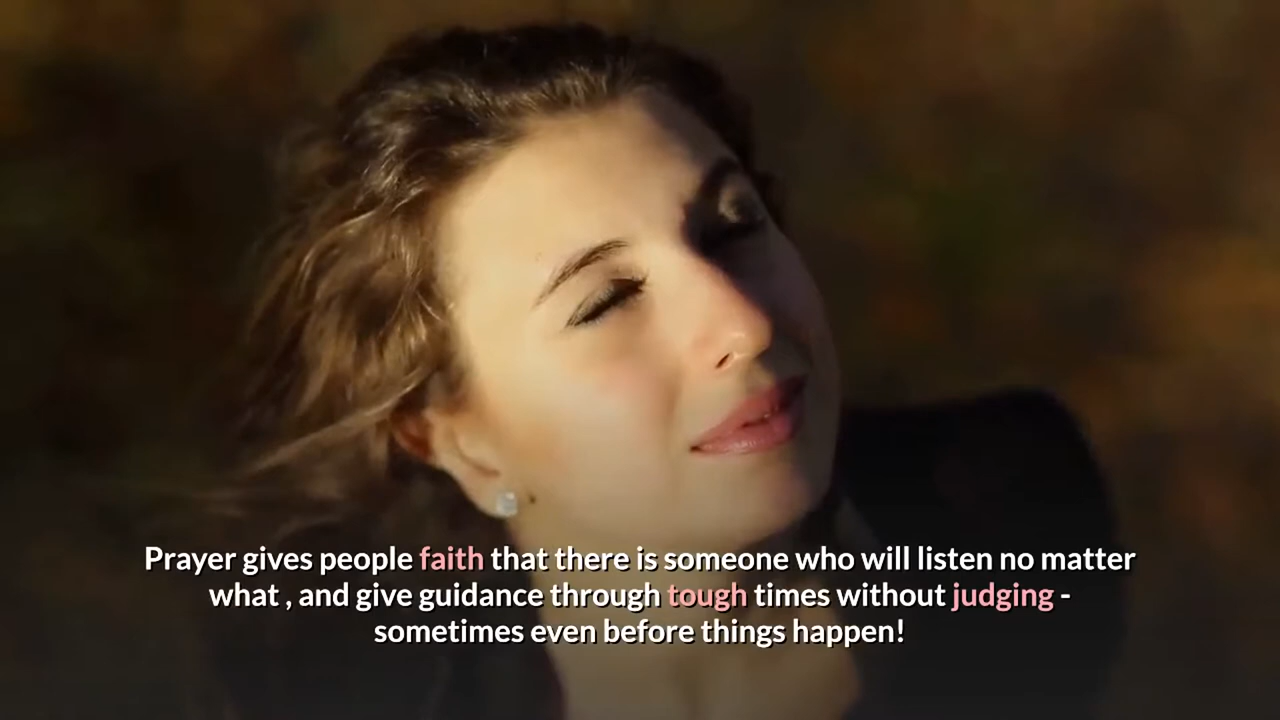 Prayer gives people faith that there is someone who will listen no matter
what , and give guidance through tough times without judging -
sometimes even before things happen!